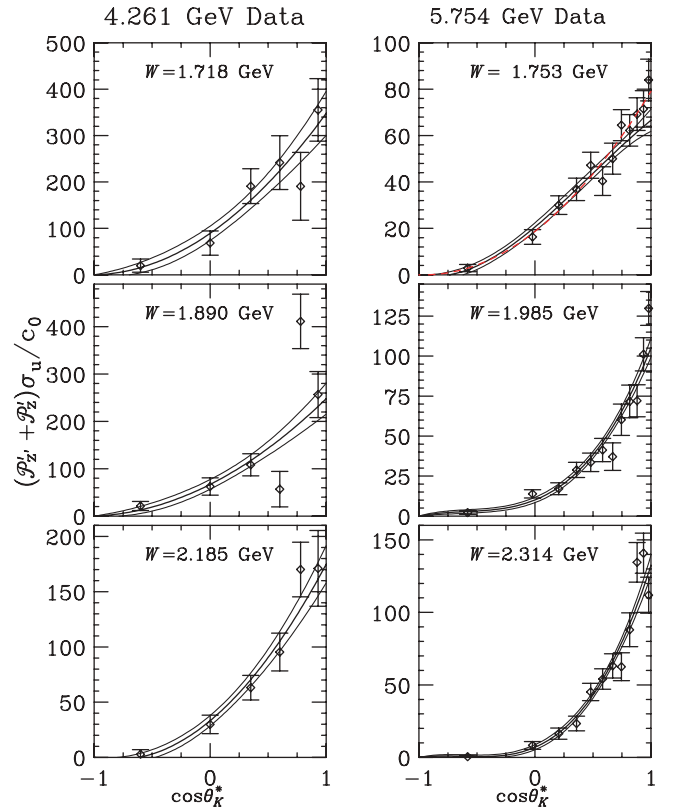 4.261 GeV Data
5.754 GeV Data
500
400
300
200
100
0
W=1.718 GeV
100
80
60
40
20
0
W= 1.753 GeV
400
300
200
100
0
W=1.890 GeV
125
100
75
50
25
0
W=1.985 GeV
200
150
100
50
0
W=2.185 GeV
150
100
50
0
W=2.314 GeV
(𝒫′z′ +𝒫′z)σu/c0
−1 0 1
−1 0 1
cosθ*K
cosθ*K